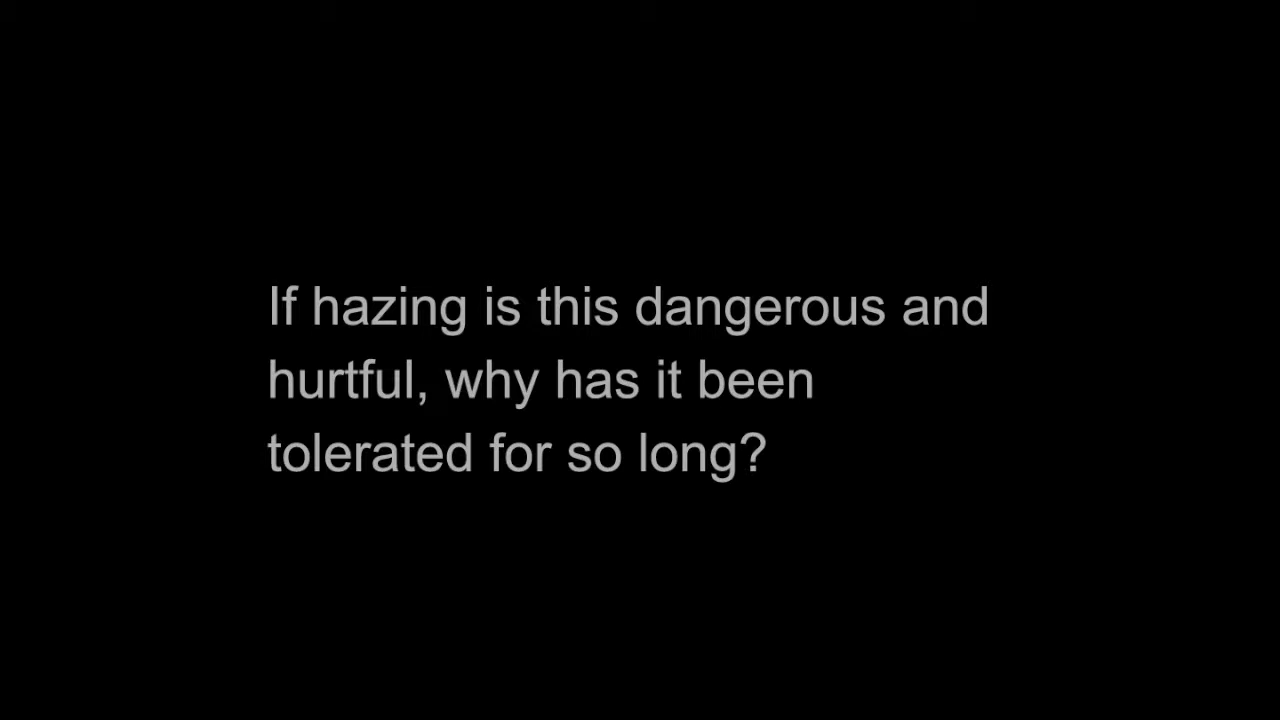 If hazing is this dangerous and
hurtful, why has it been
tolerated for so long?